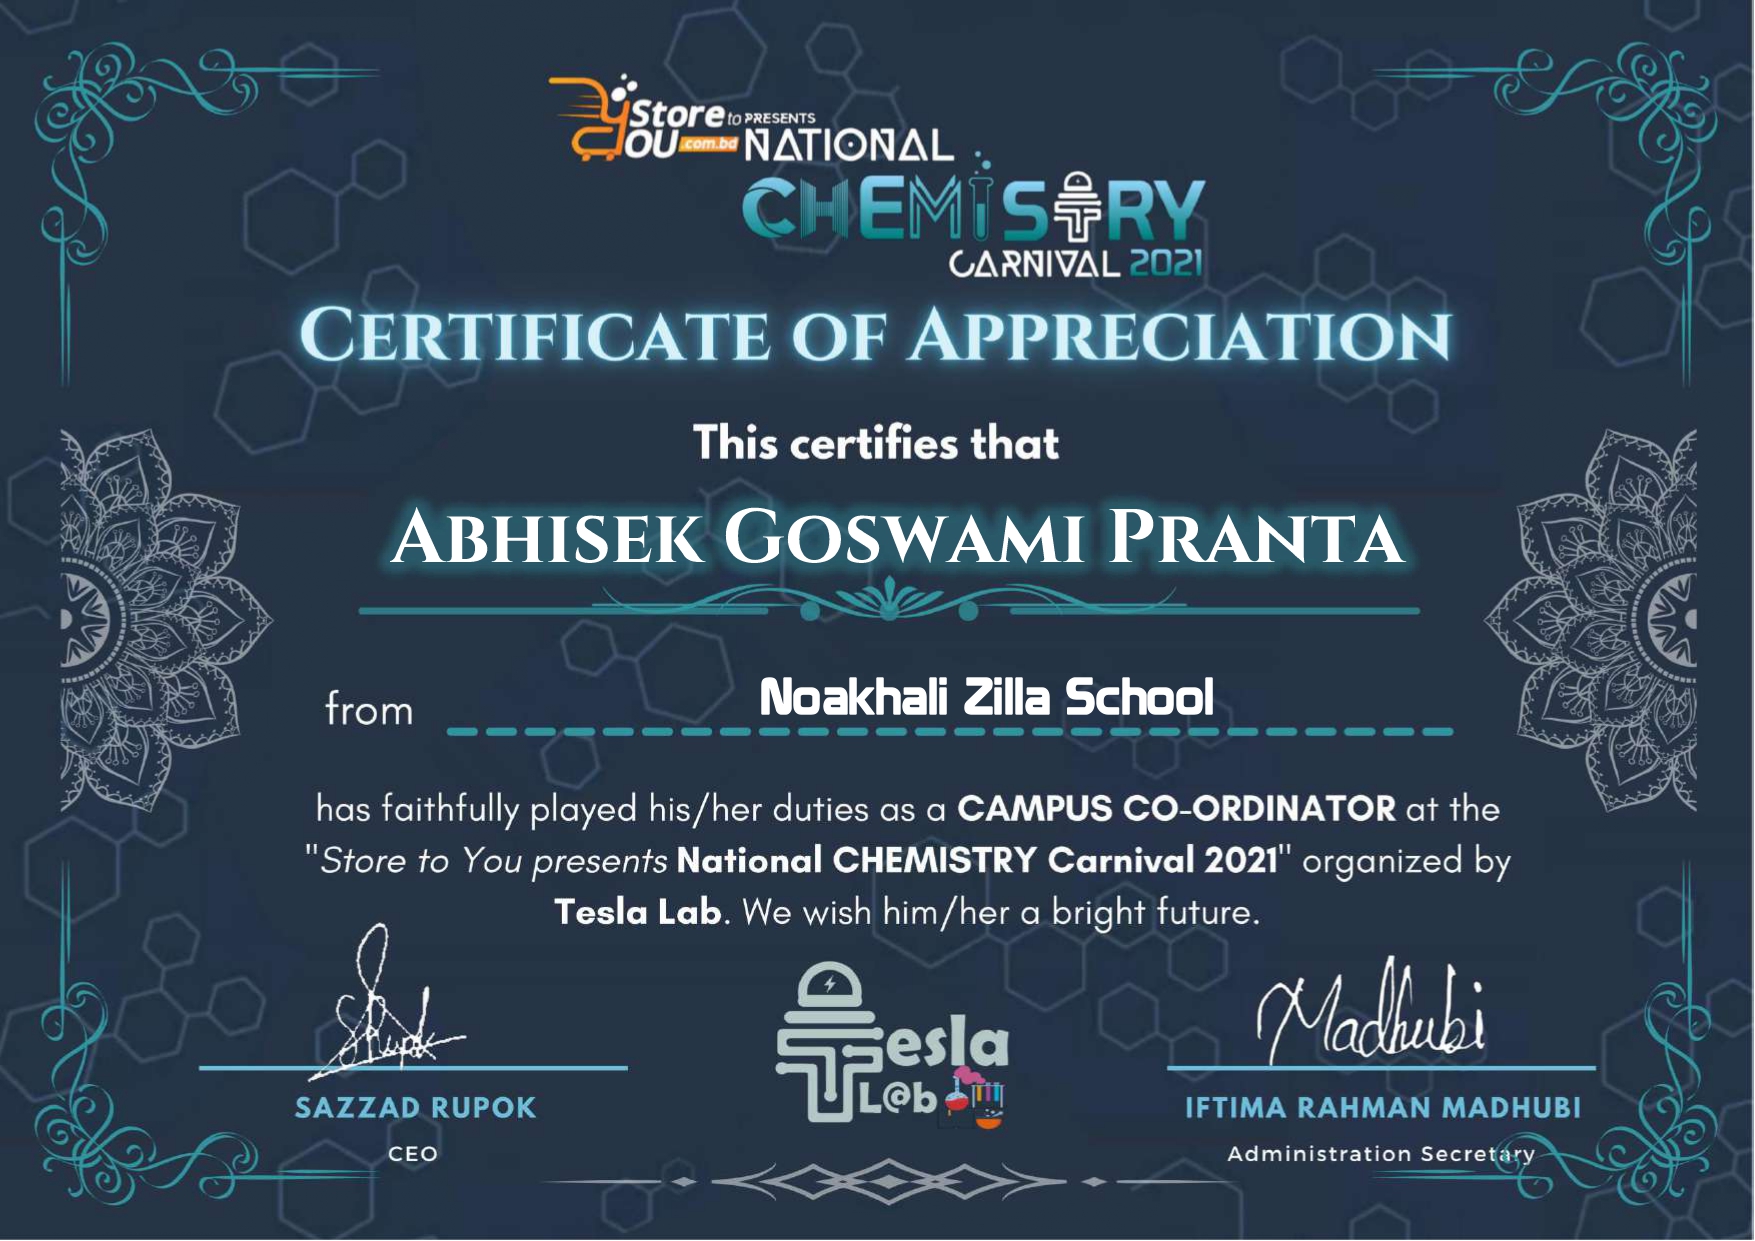 Store to PRESENTS
YOU .com.bd NATIONAL
CHEMISTRY
CARNIVAL 2021
CERTIFICATE OF APPRECIATION
This certifies that
ABHISEK GOSWAMI PRANTA
from Noakhali Zilla School
has faithfully played his/her duties as a CAMPUS CO-ORDINATOR at the
"Store to You presents National CHEMISTRY Carnival 2021" organized by
Tesla Lab. We wish him/her a bright future.
Rupok
Madhubi
Tesla
L@b
SAZZAD RUPOK
IFTIMA RAHMAN MADHUBI
CEO
Administration Secretary